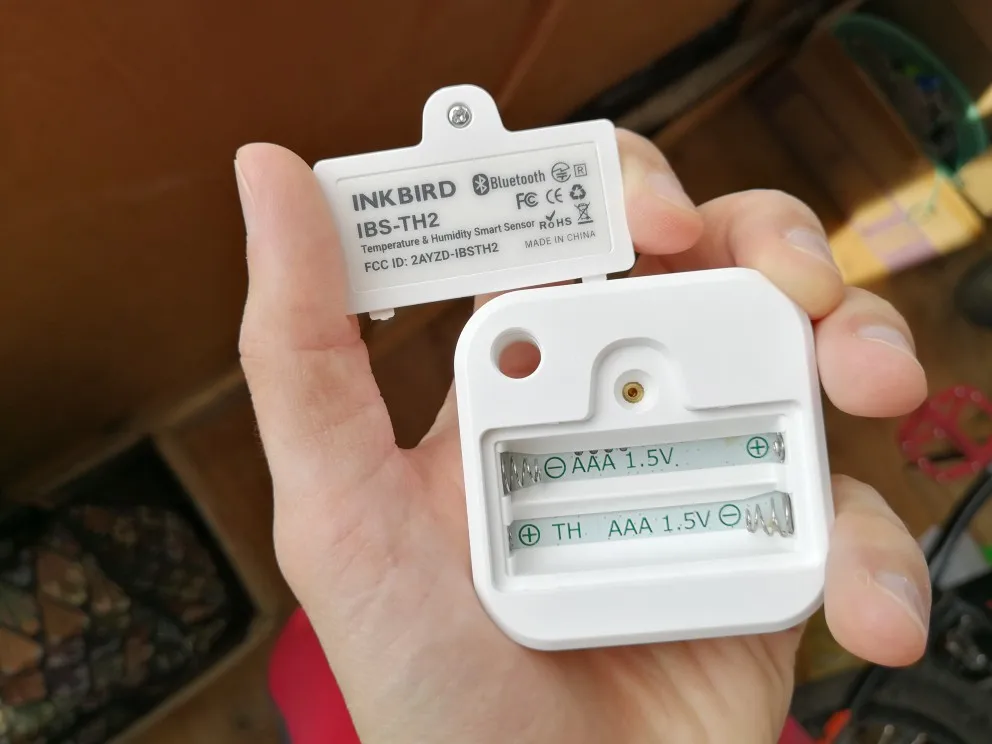 INKBIRD Bluetooth R
IBS-TH2 FC CE
Temperature & Humidity Smart Sensor RoHS
FCC ID: 2AYZD-IBSTH2 MADE IN CHINA
⊖ AAA 1.5V. ⊕
⊕ TH AAA 1.5V ⊖